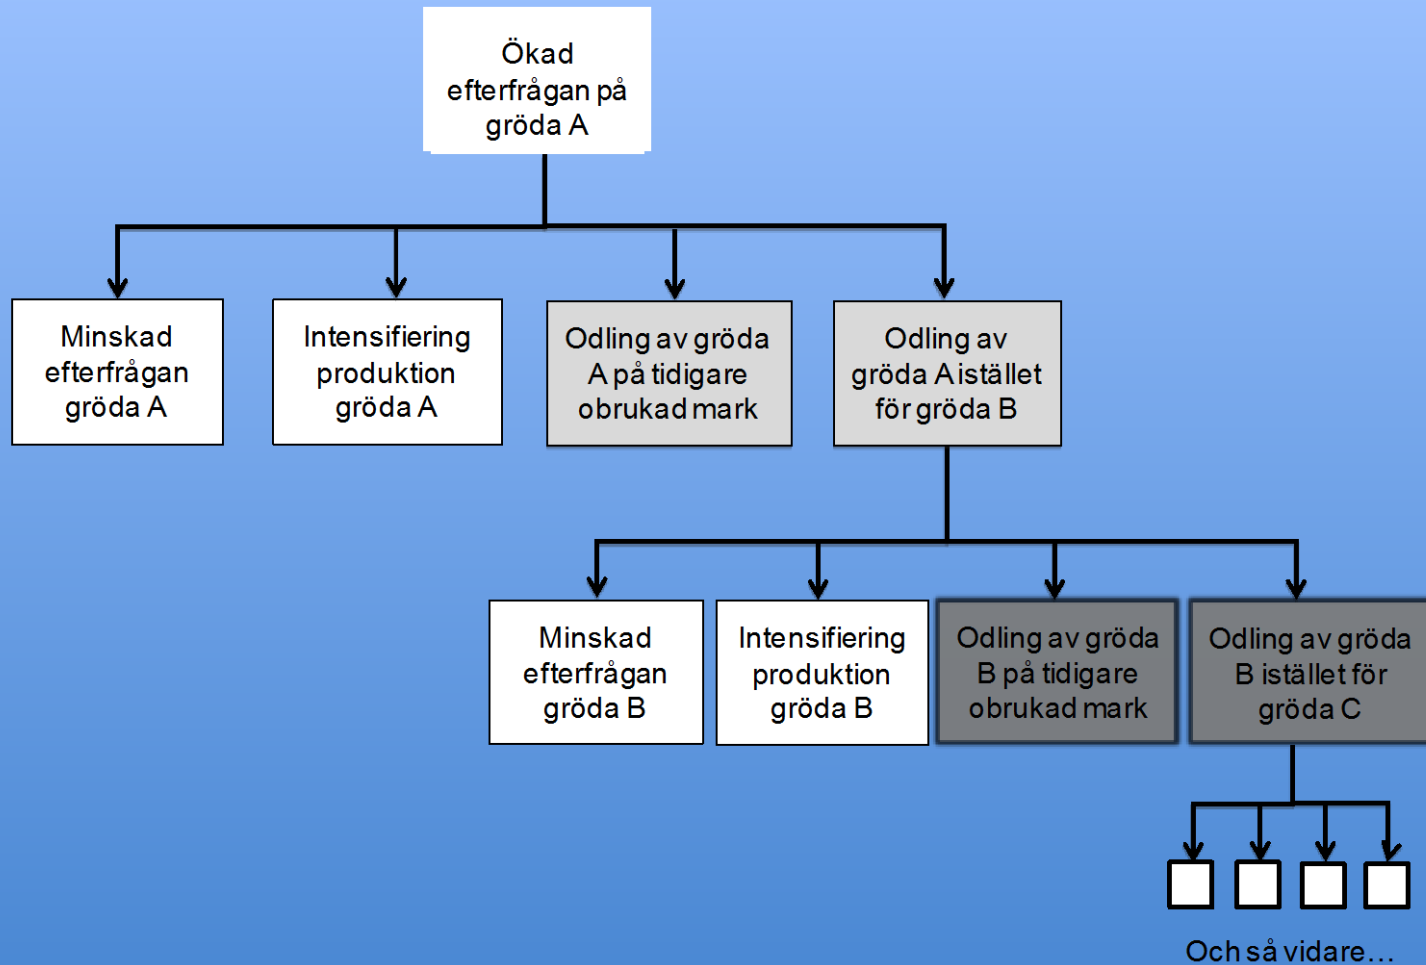 Ökad
efterfrågan på
gröda A
Minskad
efterfrågan
gröda A
Intensifiering
produktion
gröda A
Odling av gröda
A på tidigare
obrukad mark
Odling av
gröda A istället
för gröda B
Minskad
efterfrågan
gröda B
Intensifiering
produktion
gröda B
Odling av gröda
B på tidigare
obrukad mark
Odling av gröda
B istället för
gröda C
Och så vidare…